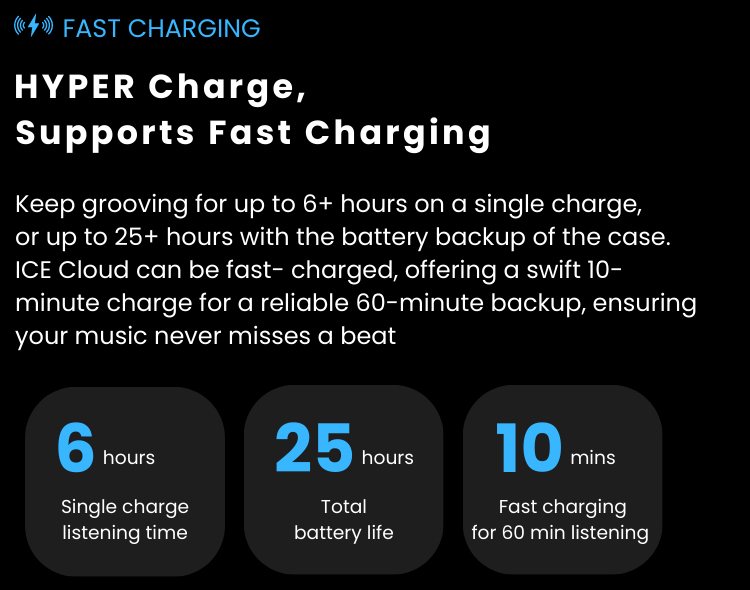 FAST CHARGING
HYPER Charge,
Supports Fast Charging
Keep grooving for up to 6+ hours on a single charge,
or up to 25+ hours with the battery backup of the case.
ICE Cloud can be fast- charged, offering a swift 10-
minute charge for a reliable 60-minute backup, ensuring
your music never misses a beat
6 hours
Single charge
listening time
25 hours
Total
battery life
10 mins
Fast charging
for 60 min listening